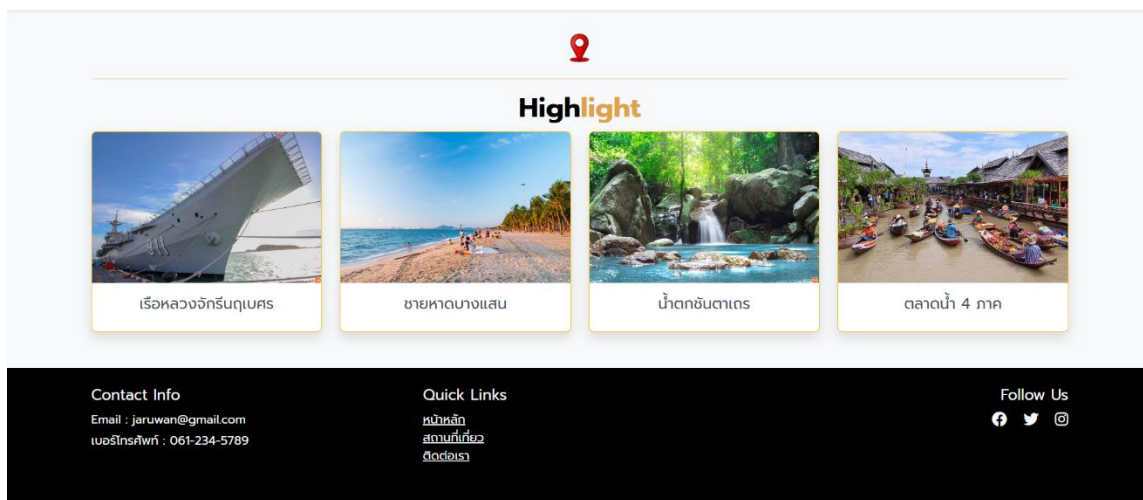 Highlight
911
เรือหลวงจักรีนฤเบศร
ชายหาดบางแสน
น้ำตกชันตาเถร
ตลาดน้ำ 4 ภาค
Contact Info
Email : jaruwan@gmail.com
เบอร์โทรศัพท์ : 061-234-5789
Quick Links
หน้าหลัก
สถานที่เที่ยว
ติดต่อเรา
Follow Us